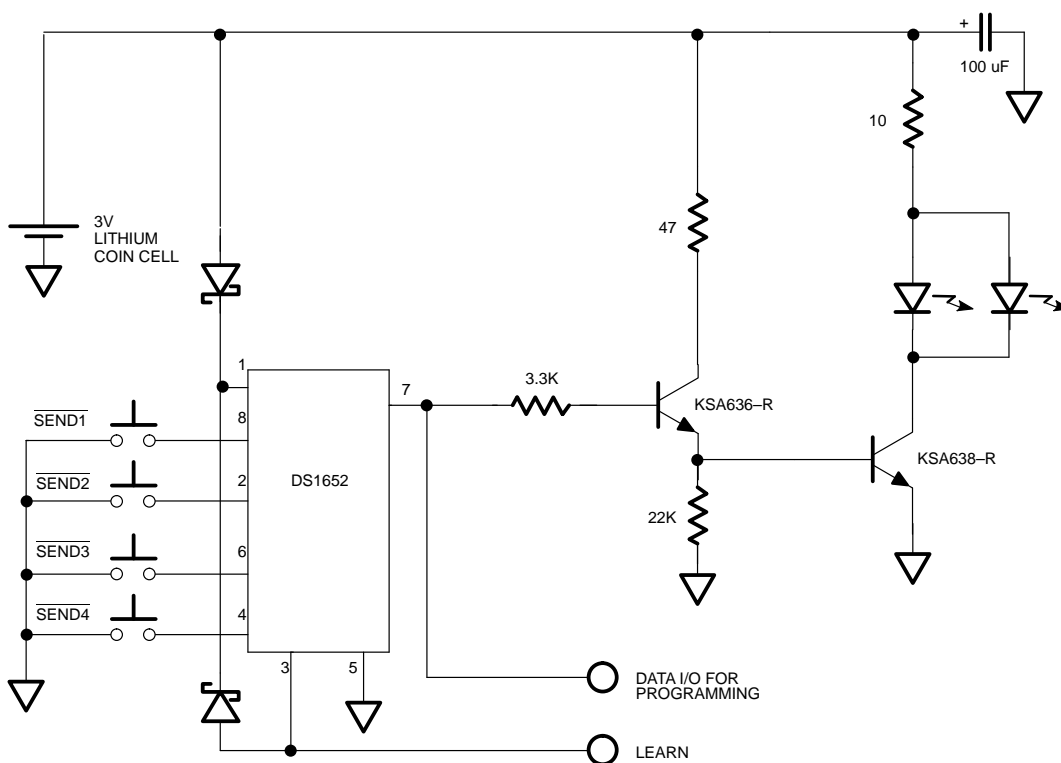 +
100 uF
10
3V
LITHIUM
COIN CELL
47
1
7
3.3K
KSA636–R
SEND1
8
KSA638–R
SEND2
2
DS1652
22K
SEND3
6
SEND4
4
3
5
DATA I/O FOR
PROGRAMMING
LEARN